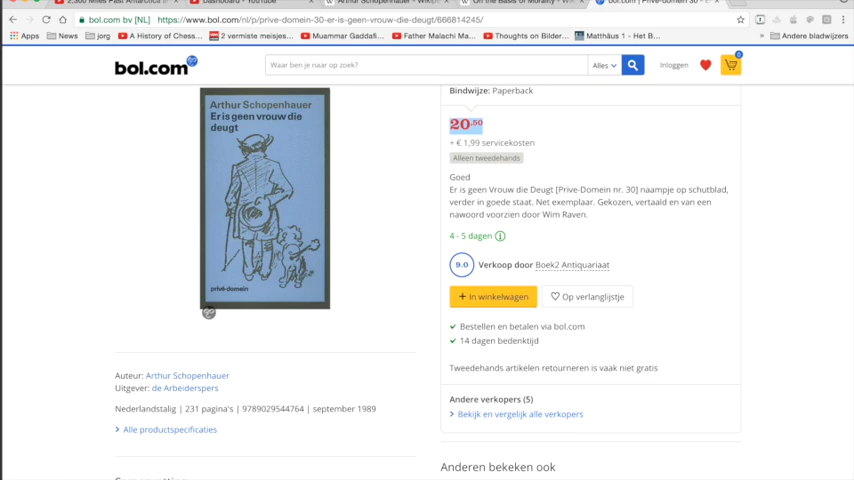 Dashboard - YouTube
bol.com bv [NL]
https://www.bol.com/nl/p/prive-domein-30-er-is-geen-vrouw-die-deugt/666814245/
Apps
News
jorg
A History of Chess...
2 vermiste meisjes...
Muammar Gaddafi...
Father Malachi Ma...
Thoughts on Bilder...
Matthäus 1 - Het B...
»
Andere bladwijzers
bol.com
Waar ben je naar op zoek?
Alles
Inloggen
0
Bindwijze: Paperback
20,50
+ € 1,99 servicekosten
Alleen tweedehands
Goed
Er is geen Vrouw die Deugt [Prive-Domein nr. 30] naampje op schutblad,
verder in goede staat. Net exemplaar. Gekozen, vertaald en van een
nawoord voorzien door Wim Raven.
4 - 5 dagen
9.0
Verkoop door Boek2 Antiquariaat
+ In winkelwagen
Op verlanglijstje
Bestellen en betalen via bol.com
14 dagen bedenktijd
Tweedehands artikelen retourneren is vaak niet gratis
Andere verkopers (5)
Bekijk en vergelijk alle verkopers
Anderen bekeken ook
Arthur Schopenhauer
Er is geen vrouw die
deugt
privé-domein
Auteur: Arthur Schopenhauer
Uitgever: de Arbeiderspers
Nederlandstalig | 231 pagina's | 9789029544764 | september 1989
Alle productspecificaties